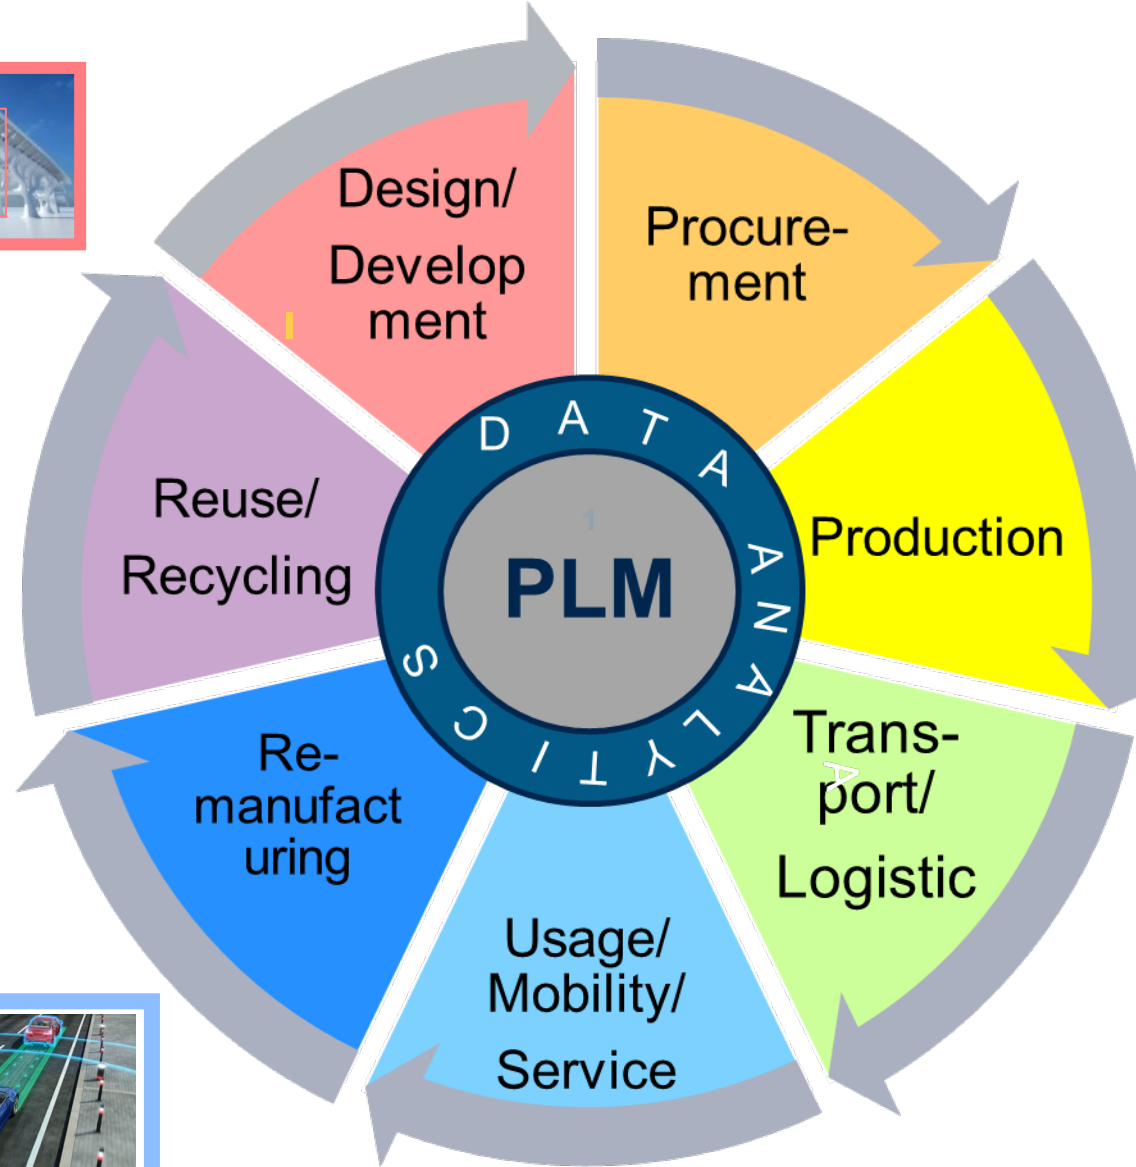 Design/
Develop
ment
Procure-
ment
Production
Trans-
port/
A
Logistic
Usage/
Mobility/
Service
Re-
manufact
uring
Reuse/
Recycling
DATA ANALYTICS
1
PLM